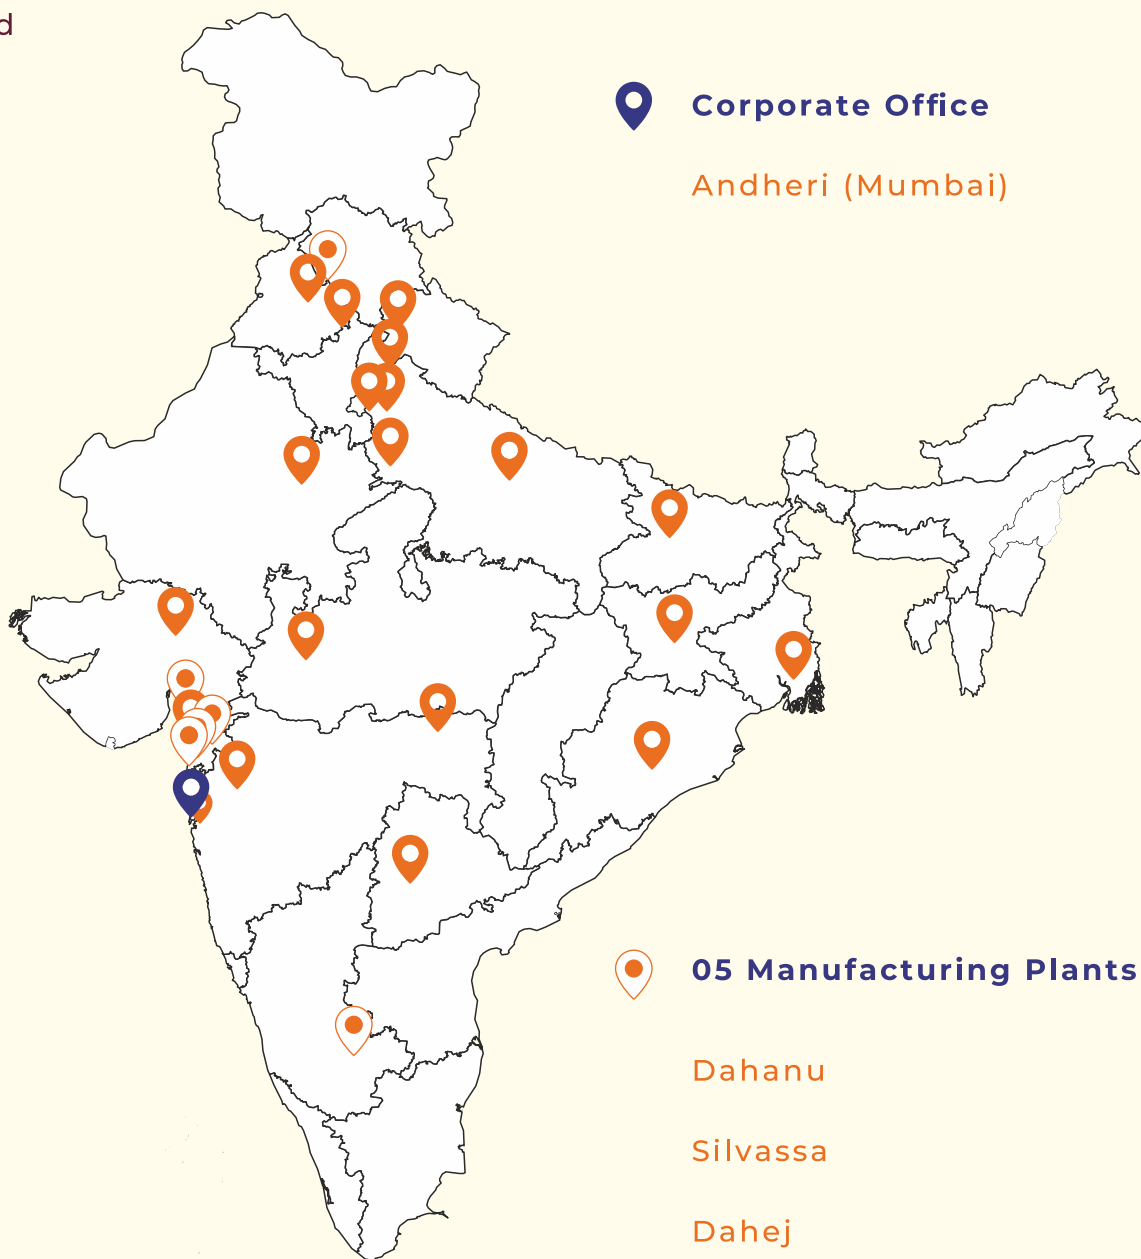 d
Corporate Office
Andheri (Mumbai)
05 Manufacturing Plants
Dahanu
Silvassa
Dahej